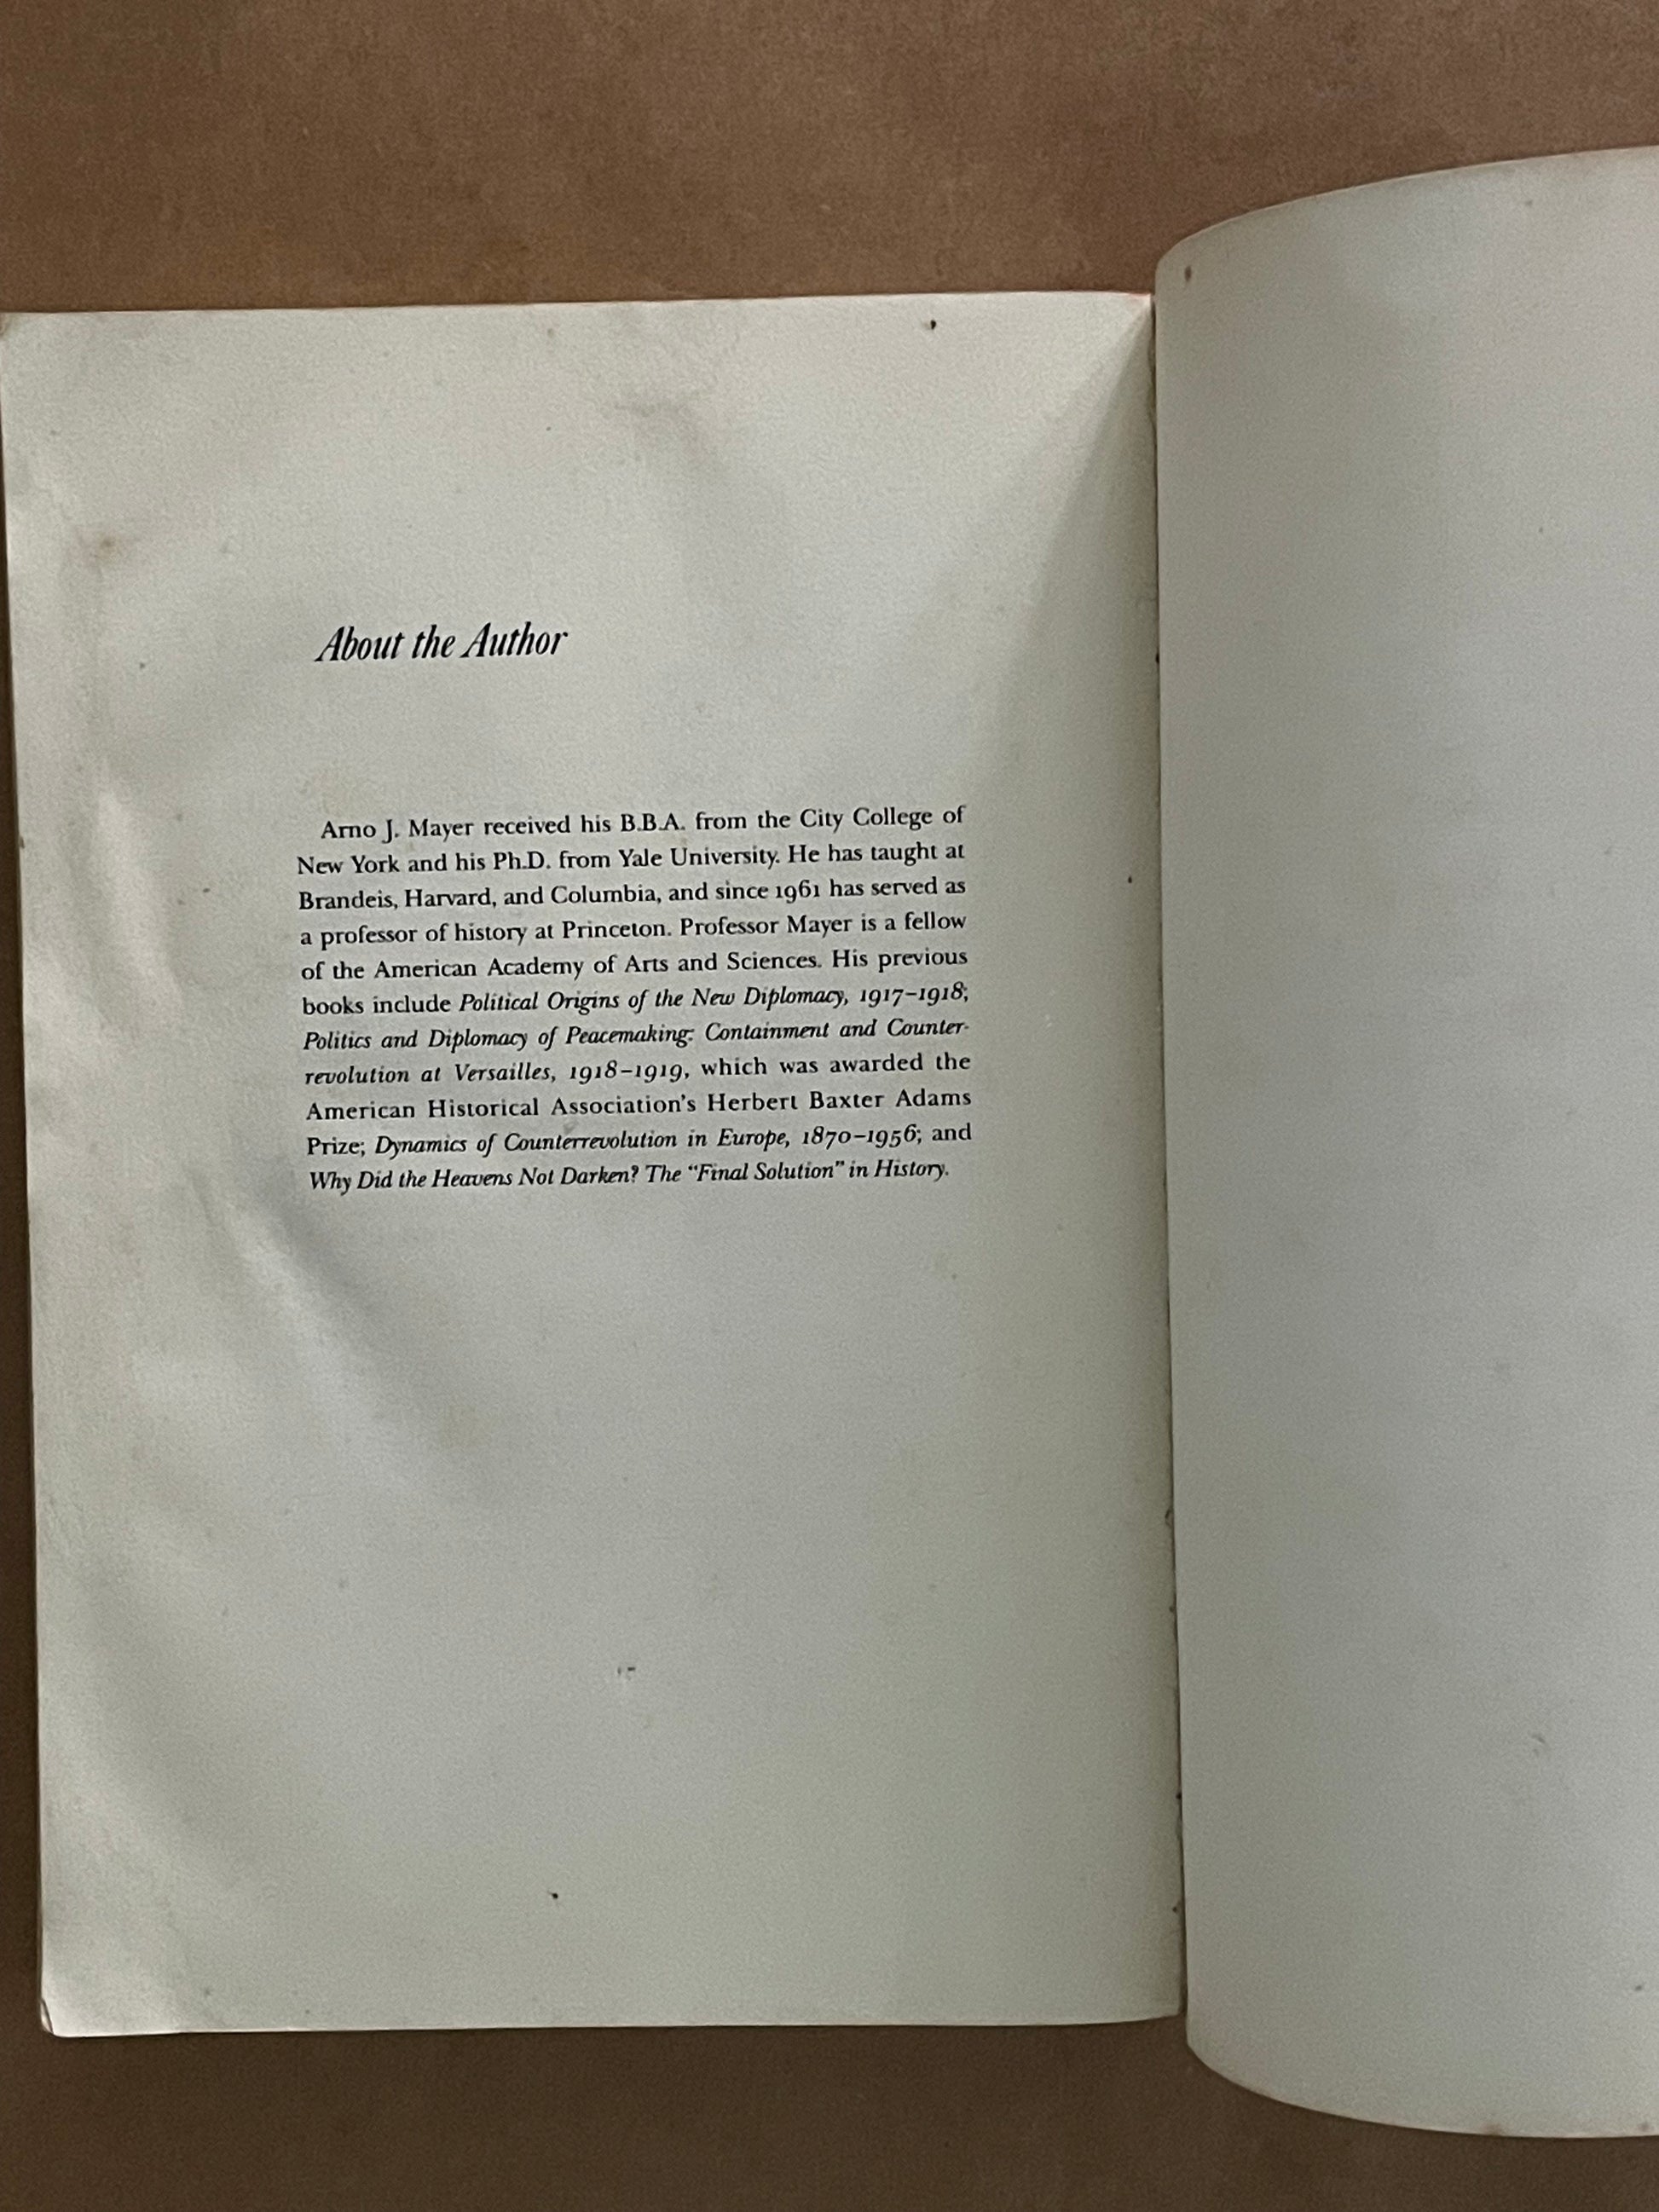 About the Author
Arno J. Mayer received his B.B.A. from the City College of
New York and his Ph.D. from Yale University. He has taught at
Brandeis, Harvard, and Columbia, and since 1961 has served as
a professor of history at Princeton. Professor Mayer is a fellow
of the American Academy of Arts and Sciences. His previous
books include Political Origins of the New Diplomacy, 1917–1918;
Politics and Diplomacy of Peacemaking: Containment and Counter-
revolution at Versailles, 1918–1919, which was awarded the
American Historical Association's Herbert Baxter Adams
Prize; Dynamics of Counterrevolution in Europe, 1870–1956; and
Why Did the Heavens Not Darken? The “Final Solution” in History.